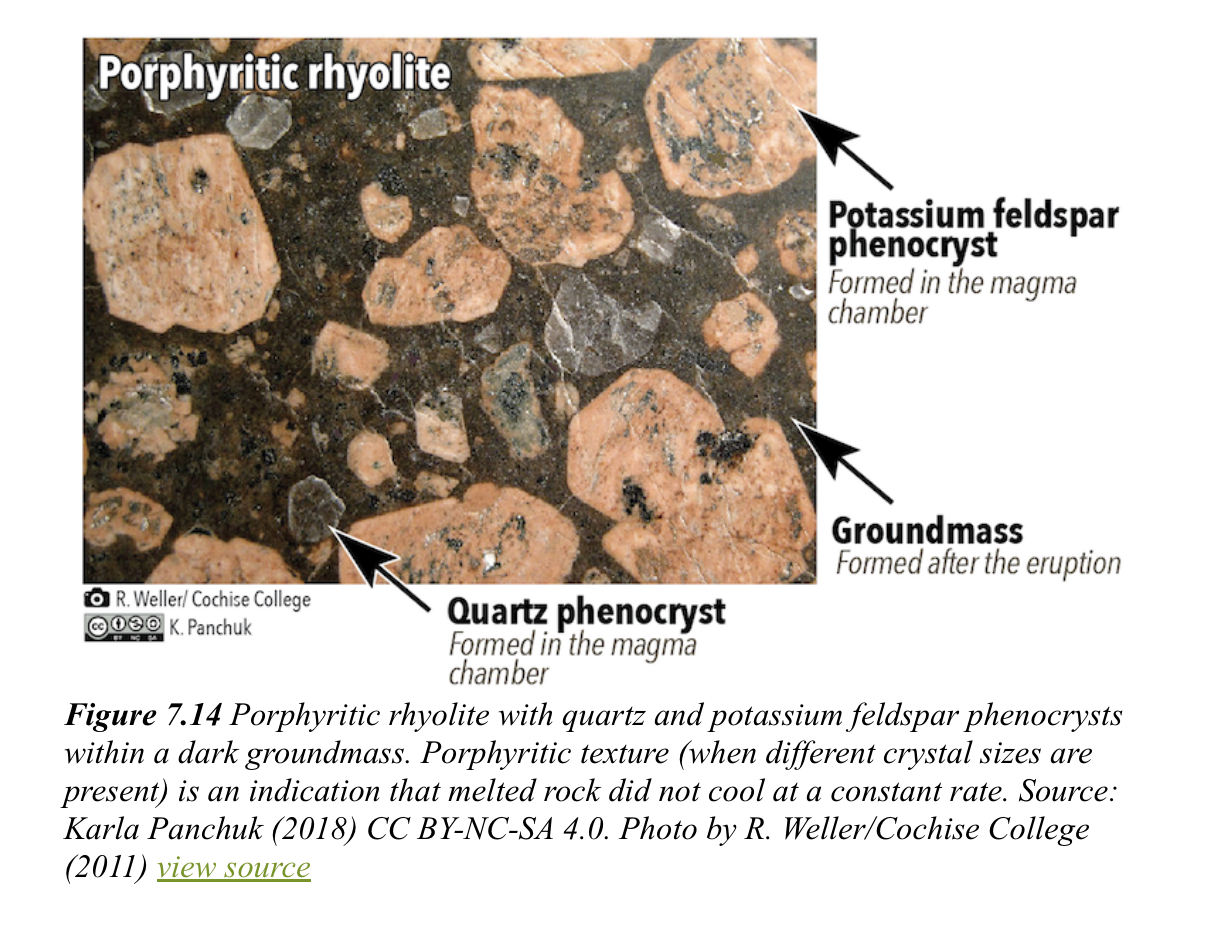 Porphyritic rhyolite
Potassium feldspar
phenocryst
Formed in the magma
chamber
Groundmass
Formed after the eruption
R. Weller/ Cochise College
cc BY NC SA K. Panchuk
Quartz phenocryst
Formed in the magma
chamber
Figure 7.14 Porphyritic rhyolite with quartz and potassium feldspar phenocrysts
within a dark groundmass. Porphyritic texture (when different crystal sizes are
present) is an indication that melted rock did not cool at a constant rate. Source:
Karla Panchuk (2018) CC BY-NC-SA 4.0. Photo by R. Weller/Cochise College
(2011) view source